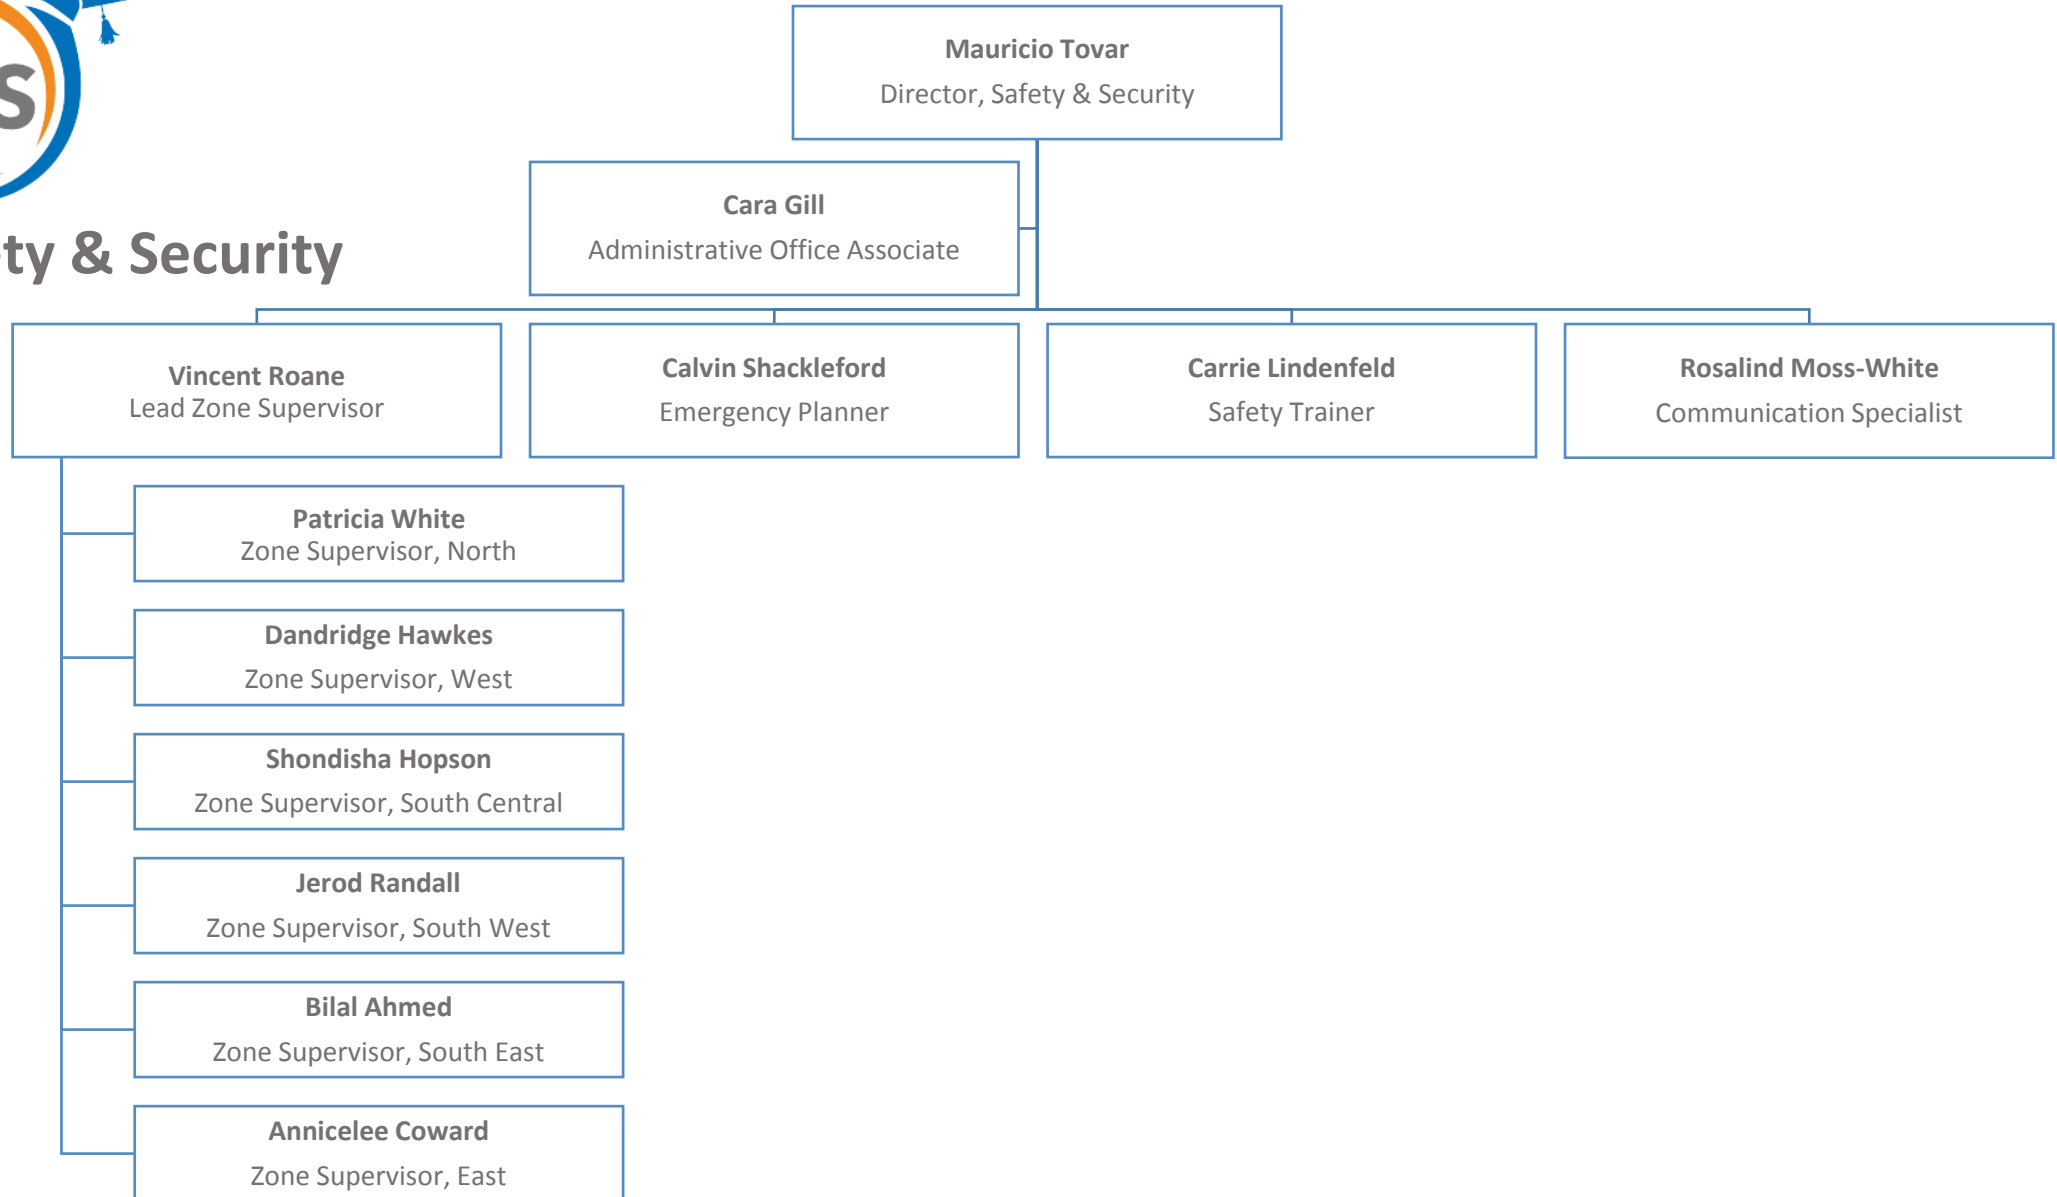 S
Mauricio Tovar
Director, Safety & Security
Cara Gill
Administrative Office Associate
ty & Security
Vincent Roane
Lead Zone Supervisor
Calvin Shackleford
Emergency Planner
Carrie Lindenfeld
Safety Trainer
Rosalind Moss-White
Communication Specialist
Patricia White
Zone Supervisor, North
Dandridge Hawkes
Zone Supervisor, West
Shondisha Hopson
Zone Supervisor, South Central
Jerod Randall
Zone Supervisor, South West
Bilal Ahmed
Zone Supervisor, South East
Annicelee Coward
Zone Supervisor, East